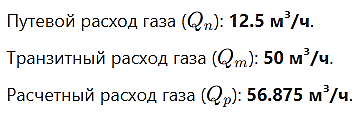 Путевой расход газа (Qₙ): 12.5 м³/ч.
Транзитный расход газа (Qₘ): 50 м³/ч.
Расчетный расход газа (Qₚ): 56.875 м³/ч.